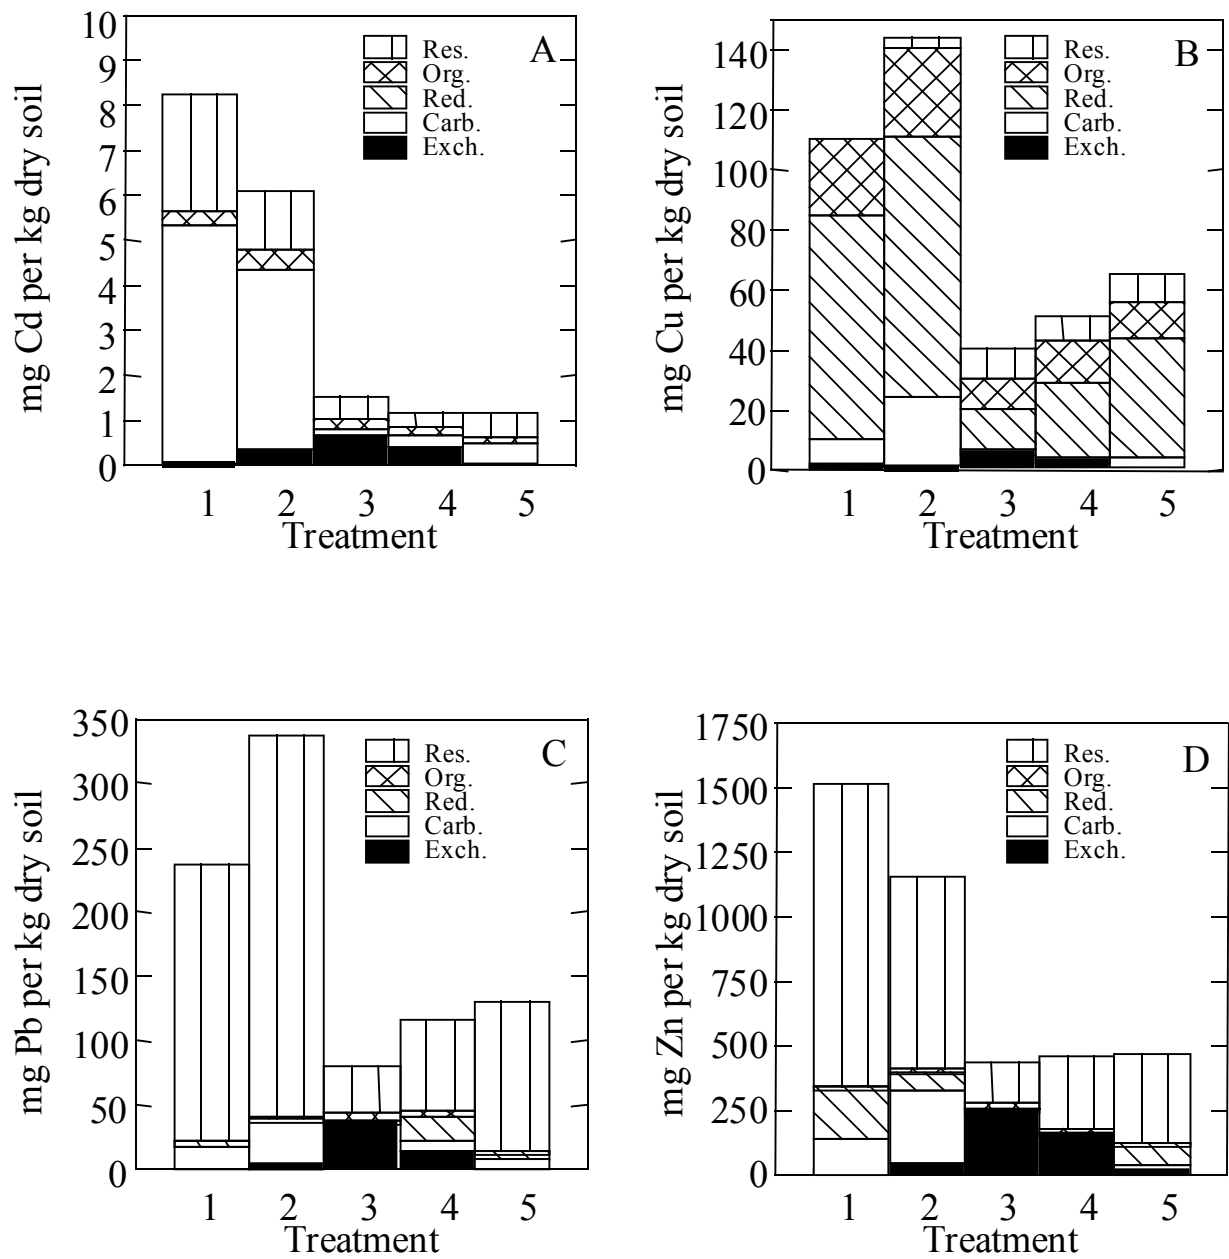 A
mg Cd per kg dry soil
10
9
8
7
6
5
4
3
2
1
0
Res.
Org.
Red.
Carb.
Exch.
1 2 3 4 5
Treatment
B
mg Cu per kg dry soil
140
120
100
80
60
40
20
0
Res.
Org.
Red.
Carb.
Exch.
1 2 3 4 5
Treatment
C
mg Pb per kg dry soil
350
300
250
200
150
100
50
0
Res.
Org.
Red.
Carb.
Exch.
1 2 3 4 5
Treatment
D
mg Zn per kg dry soil
1750
1500
1250
1000
750
500
250
0
Res.
Org.
Red.
Carb.
Exch.
1 2 3 4 5
Treatment